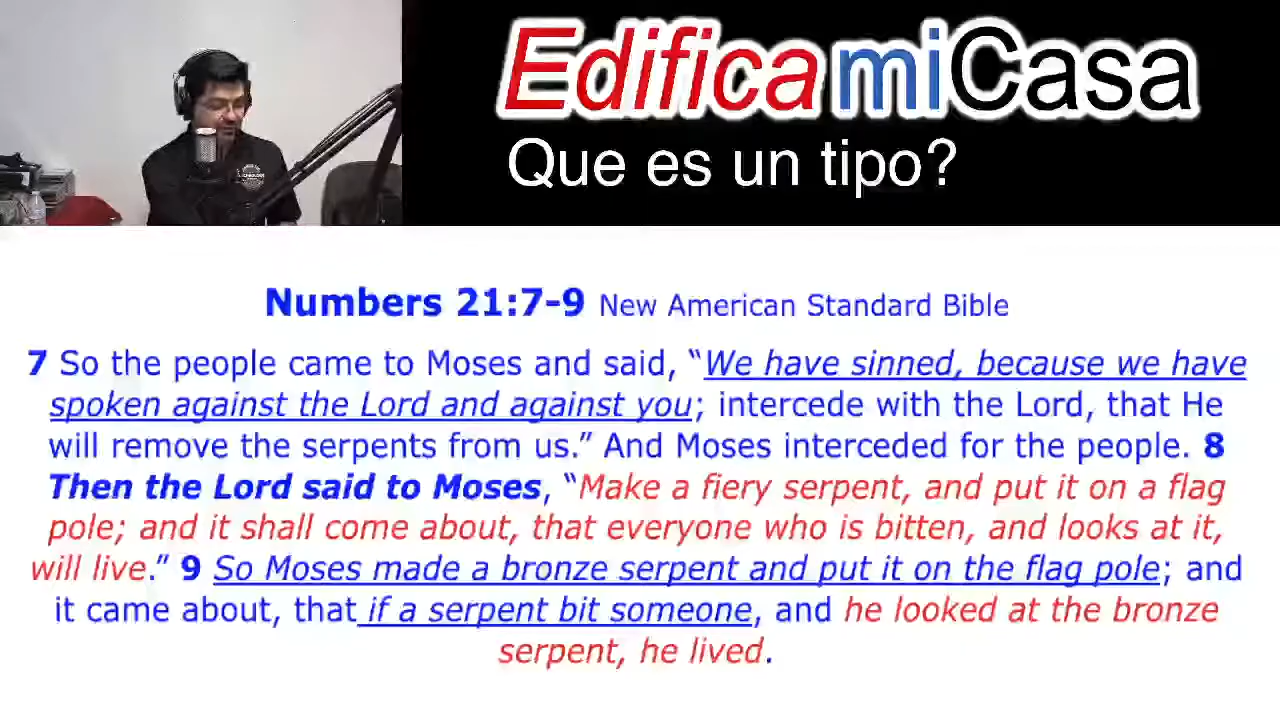 EdificamiCasa
Que es un tipo?
Numbers 21:7-9 New American Standard Bible
7 So the people came to Moses and said, “We have sinned, because we have
spoken against the Lord and against you; intercede with the Lord, that He
will remove the serpents from us.” And Moses interceded for the people. 8
Then the Lord said to Moses, “Make a fiery serpent, and put it on a flag
pole; and it shall come about, that everyone who is bitten, and looks at it,
will live.” 9 So Moses made a bronze serpent and put it on the flag pole; and
it came about, that if a serpent bit someone, and he looked at the bronze
serpent, he lived.